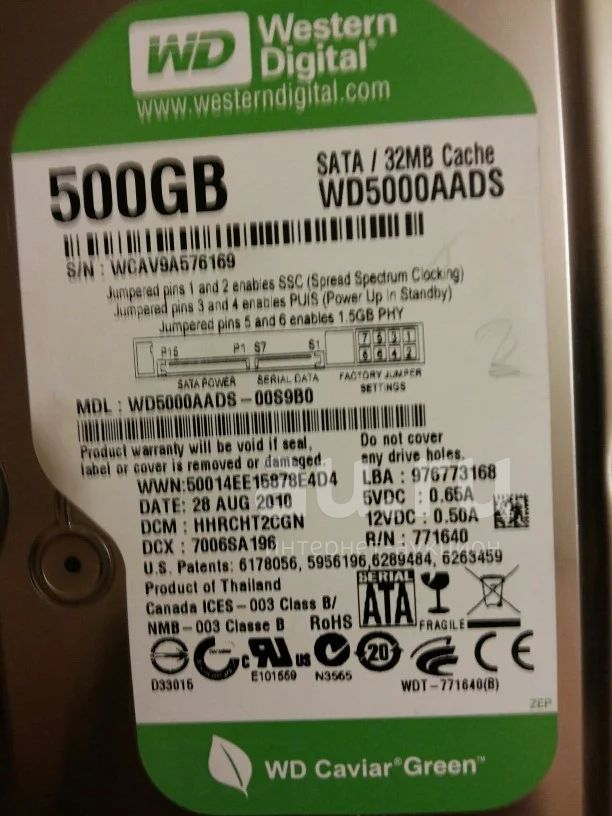 WD Western Digital®
www.westerndigital.com
500GB
SATA / 32MB Cache
WD5000AADS
S/N : WCAV9A576169
Jumpered pins 1 and 2 enables SSC (Spread Spectrum Clocking)
Jumpered pins 3 and 4 enables PUIS (Power Up in Standby)
Jumpered pins 5 and 6 enables 1.5GB PHY
P15 P1 S7 S1 7 5 3 1
8 6 4 2
SATA POWER SERIAL DATA FACTORY JUMPER SETTINGS
2
MDL : WD5000AADS-00S9B0
Product warranty will be void if seal,
label or cover is removed or damaged.
Do not cover
any drive holes.
WWN:50014EE15878E4D4
LBA : 976773168
DATE: 28 AUG 2010
5VDC : 0.65A
DCM : HHRCHT2CGN
12VDC : 0.50A
DCX : 7006SA196
R/N : 771640
U.S. Patents: 6178056, 5956196,6289484, 6263459
Product of Thailand
Canada ICES-003 Class B/
NMB-003 Classe B RoHS
SERIAL ATA
FRAGILE
D33015
c RU us
E101559
N3565
20
CE
WDT-771640(B)
ZEP
WD Caviar®Green™